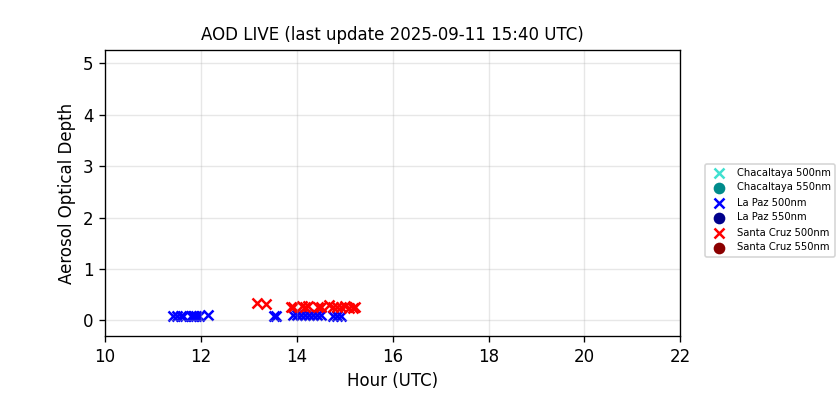 AOD LIVE (last update 2025-09-11 15:40 UTC)
Aerosol Optical Depth
5
4
3
2
1
0
10 12 14 16 18 20 22
Hour (UTC)
Chacaltaya 500nm
Chacaltaya 550nm
La Paz 500nm
La Paz 550nm
Santa Cruz 500nm
Santa Cruz 550nm